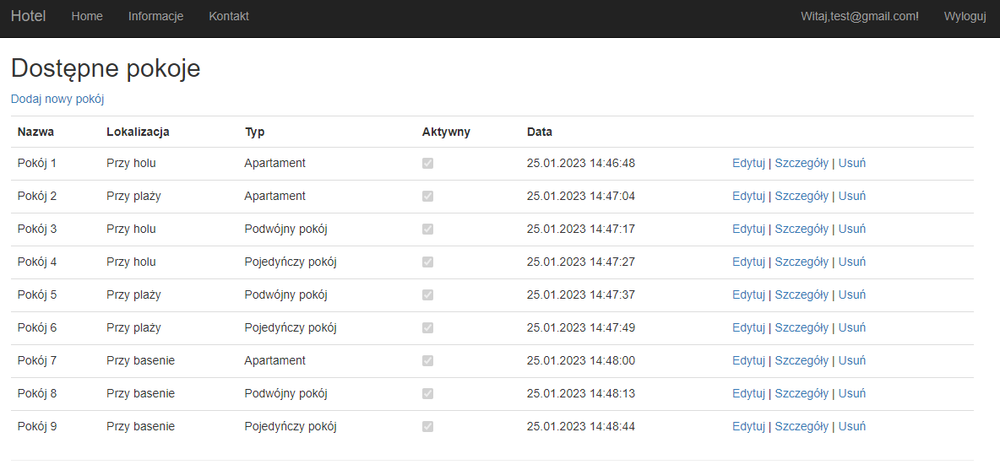 Hotel Home Informacje Kontakt Witaj,test@gmail.com! Wyloguj
Dostępne pokoje
Dodaj nowy pokój
Nazwa Lokalizacja Typ Aktywny Data
Pokój 1 Przy holu Apartament 25.01.2023 14:46:48 Edytuj | Szczegóły | Usuń
Pokój 2 Przy plaży Apartament 25.01.2023 14:47:04 Edytuj | Szczegóły | Usuń
Pokój 3 Przy holu Podwójny pokój 25.01.2023 14:47:17 Edytuj | Szczegóły | Usuń
Pokój 4 Przy holu Pojedyńczy pokój 25.01.2023 14:47:27 Edytuj | Szczegóły | Usuń
Pokój 5 Przy plaży Podwójny pokój 25.01.2023 14:47:37 Edytuj | Szczegóły | Usuń
Pokój 6 Przy plaży Pojedyńczy pokój 25.01.2023 14:47:49 Edytuj | Szczegóły | Usuń
Pokój 7 Przy basenie Apartament 25.01.2023 14:48:00 Edytuj | Szczegóły | Usuń
Pokój 8 Przy basenie Podwójny pokój 25.01.2023 14:48:13 Edytuj | Szczegóły | Usuń
Pokój 9 Przy basenie Pojedyńczy pokój 25.01.2023 14:48:44 Edytuj | Szczegóły | Usuń